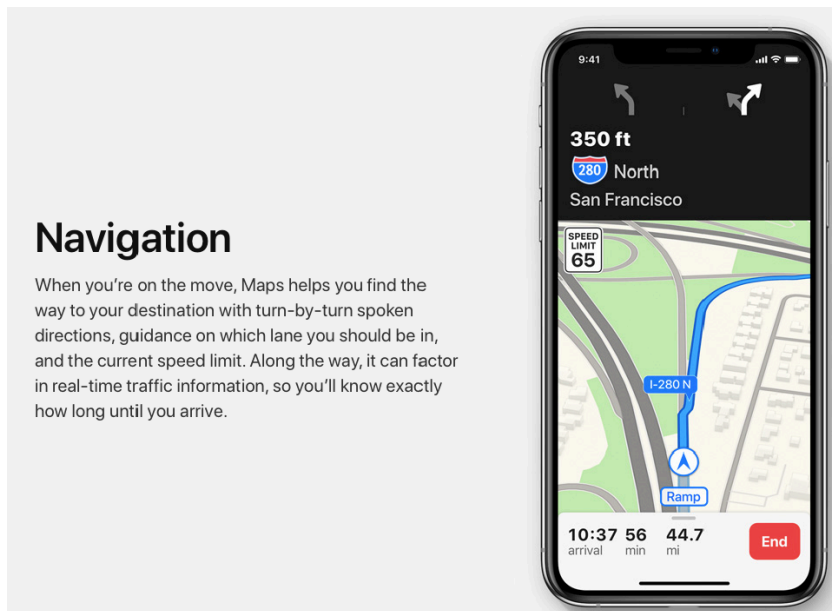 Navigation
When you’re on the move, Maps helps you find the
way to your destination with turn-by-turn spoken
directions, guidance on which lane you should be in,
and the current speed limit. Along the way, it can factor
in real-time traffic information, so you’ll know exactly
how long until you arrive.
9:41
350 ft
280 North
San Francisco
SPEED
LIMIT
65
I-280 N
Ramp
10:37 56 44.7
arrival min mi
End